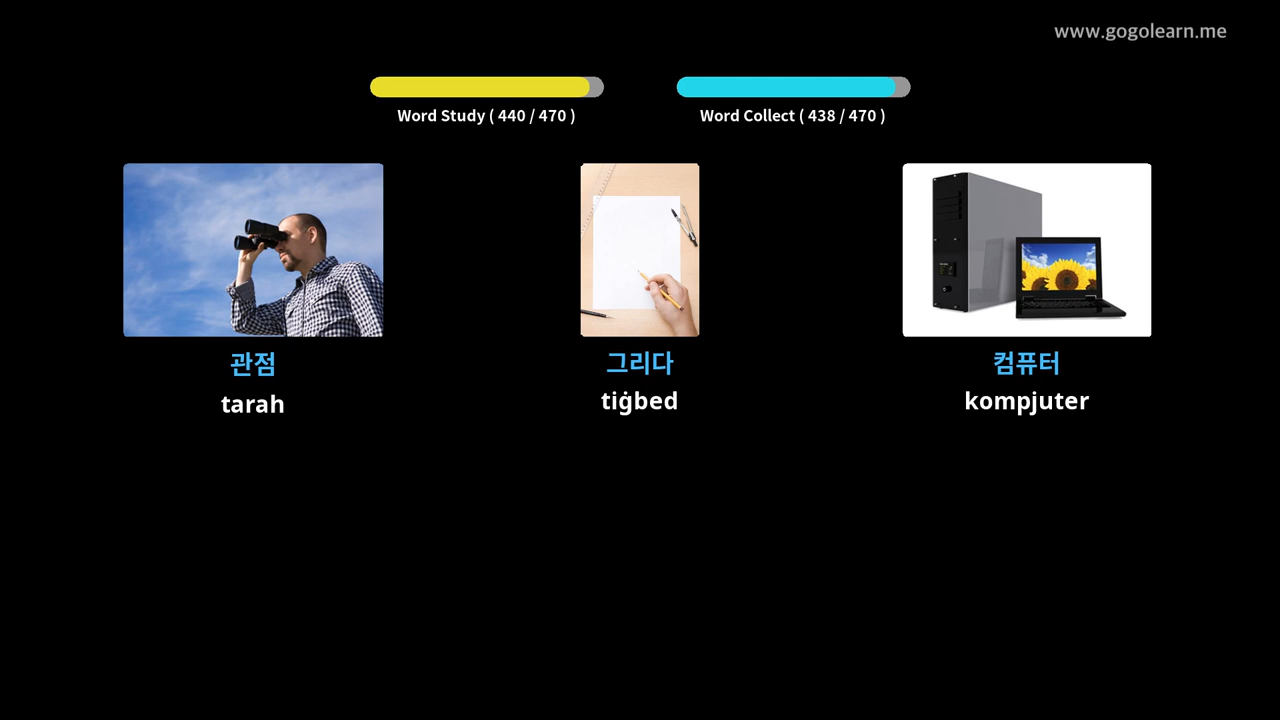 www.gogolearn.me
Word Study ( 440 / 470 )
Word Collect ( 438 / 470 )
관점
그리다
컴퓨터
tarah
tiġbed
kompjuter